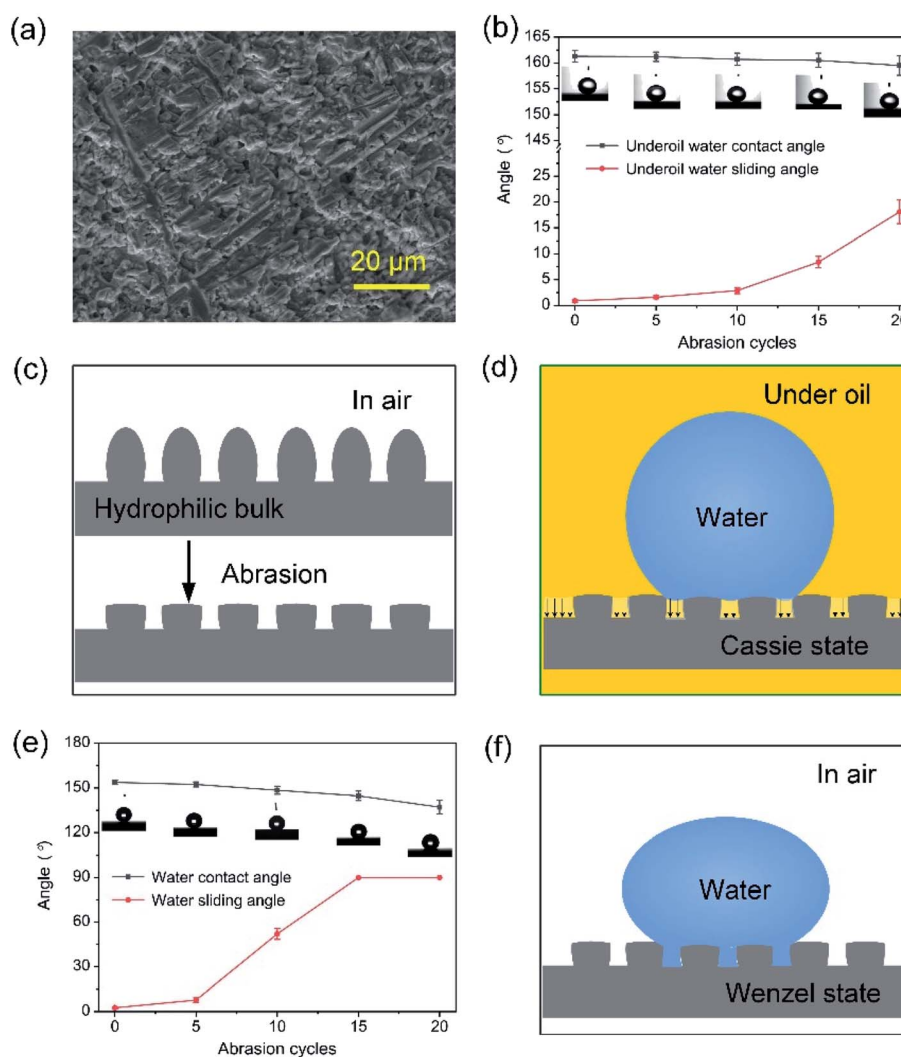 (a)
20 μm
(b)
165
160
155
150
145
25
20
15
10
5
0
Angle (°)
Underoil water contact angle
Underoil water sliding angle
0 5 10 15 20
Abrasion cycles
(c)
In air
Hydrophilic bulk
Abrasion
(d)
Under oil
Water
Cassie state
(e)
180
150
120
90
60
30
0
Angle (°)
Water contact angle
Water sliding angle
0 5 10 15 20
Abrasion cycles
(f)
In air
Water
Wenzel state